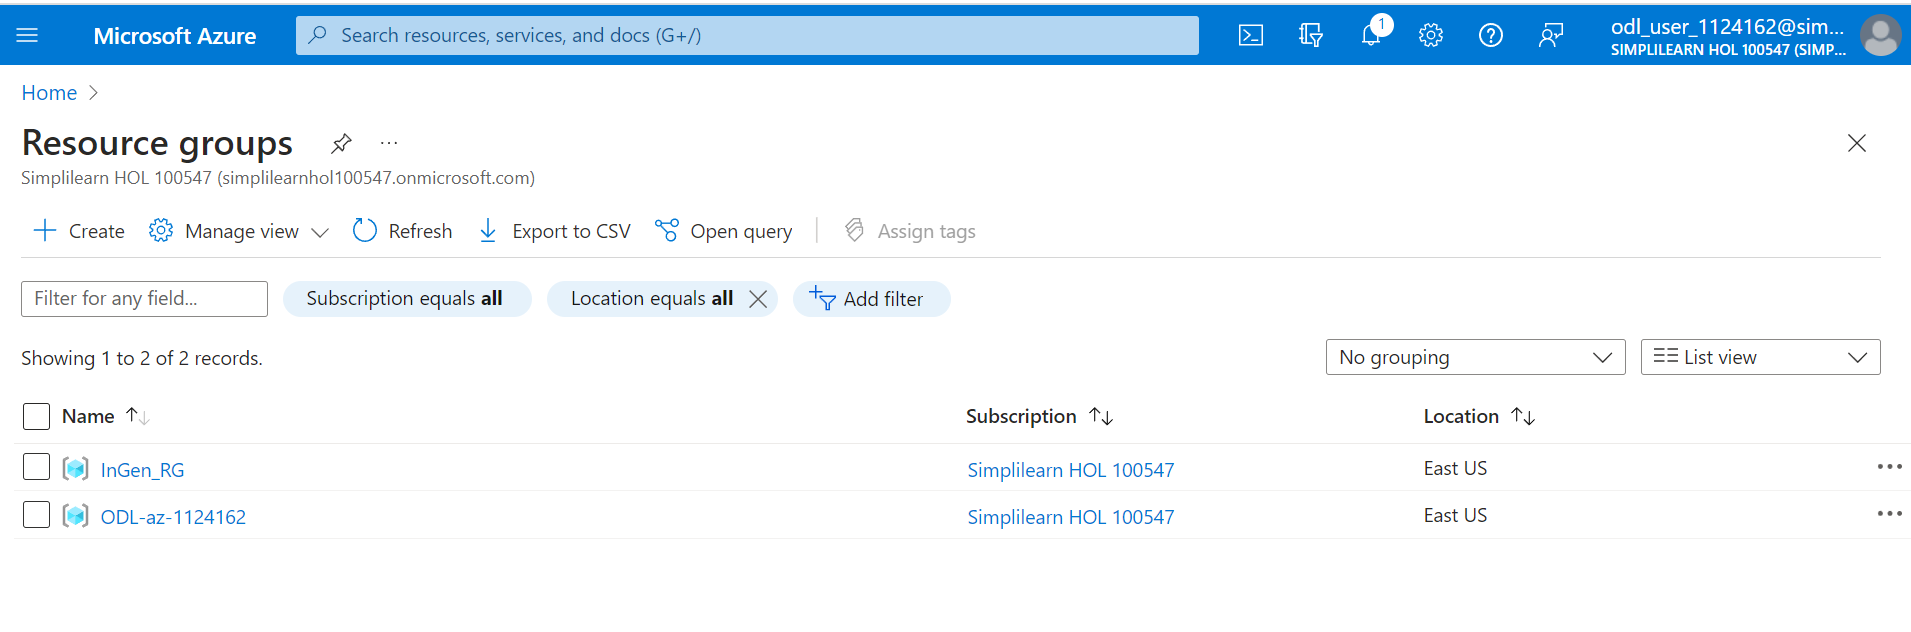 Microsoft Azure
Search resources, services, and docs (G+/)
1
odl_user_1124162@sim...
SIMPLILEARN HOL 100547 (SIMP...
Home
Resource groups
Simplilearn HOL 100547 (simplilearnhol100547.onmicrosoft.com)
Create Manage view Refresh Export to CSV Open query Assign tags
Filter for any field... Subscription equals all Location equals all Add filter
Showing 1 to 2 of 2 records. No grouping List view
Name Subscription Location
InGen_RG Simplilearn HOL 100547 East US
ODL-az-1124162 Simplilearn HOL 100547 East US